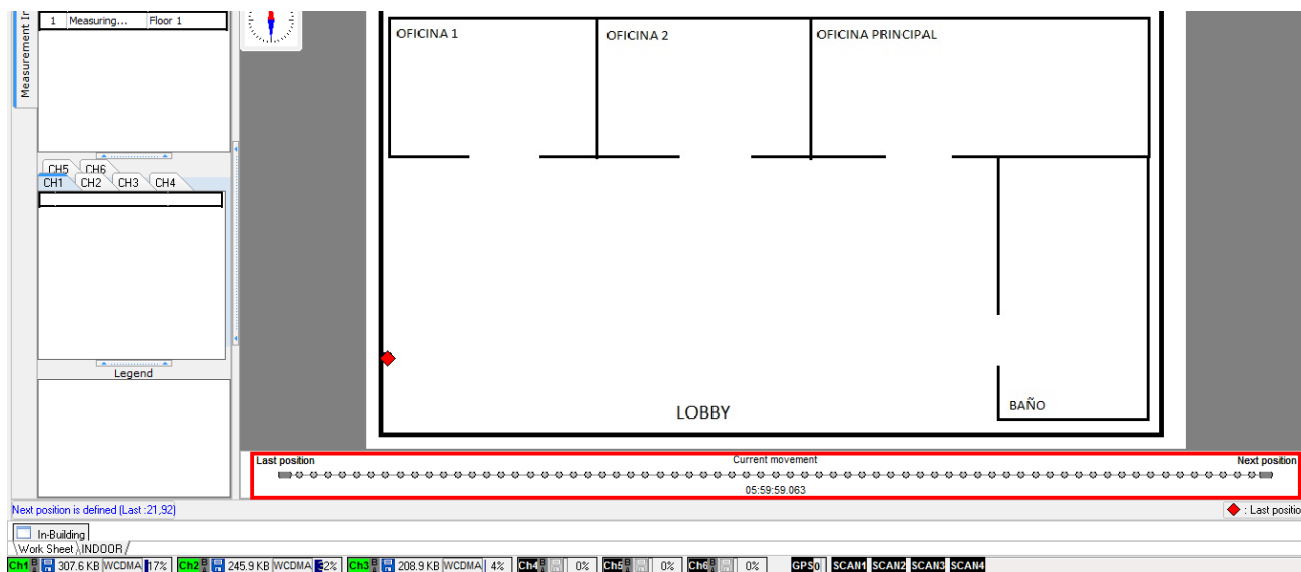 Measurement In
1 Measuring... Floor 1
OFICINA 1
OFICINA 2
OFICINA PRINCIPAL
CH5 CH6
CH1 CH2 CH3 CH4
Legend
LOBBY
BAÑO
Last position Current movement Next position
05:59:59.063
Next position is defined (Last :21,92)
: Last positio
In-Building
Work Sheet INDOOR
Ch1 307.6 KB WCDMA 17% Ch2 245.9 KB WCDMA 32% Ch3 208.9 KB WCDMA 4% Ch4 0% Ch5 0% Ch6 0% GPS0 SCAN1 SCAN2 SCAN3 SCAN4